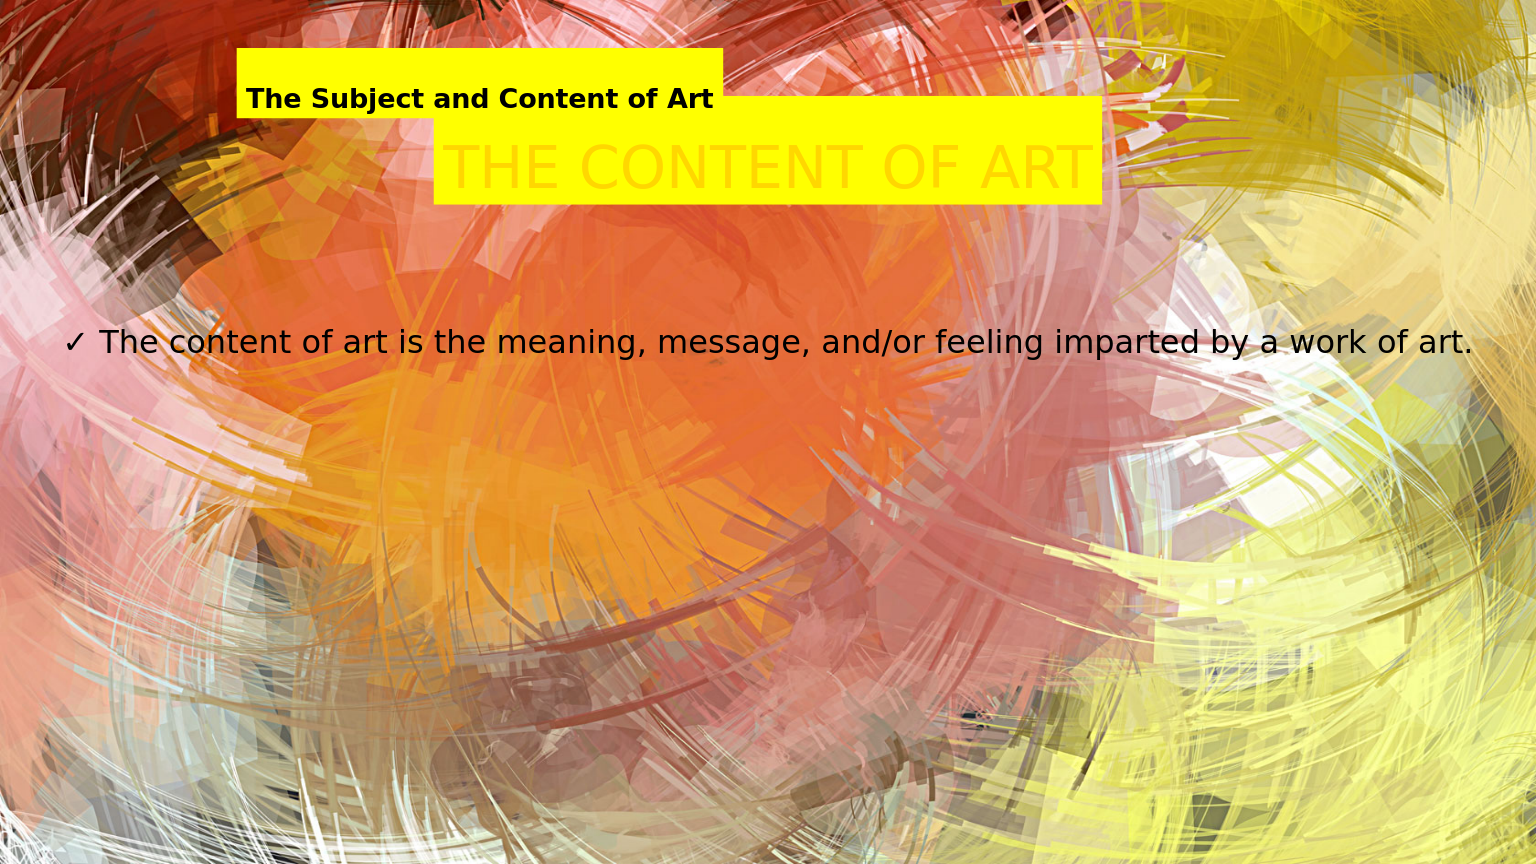 The Subject and Content of Art
THE CONTENT OF ART
✓ The content of art is the meaning, message, and/or feeling imparted by a work of art.